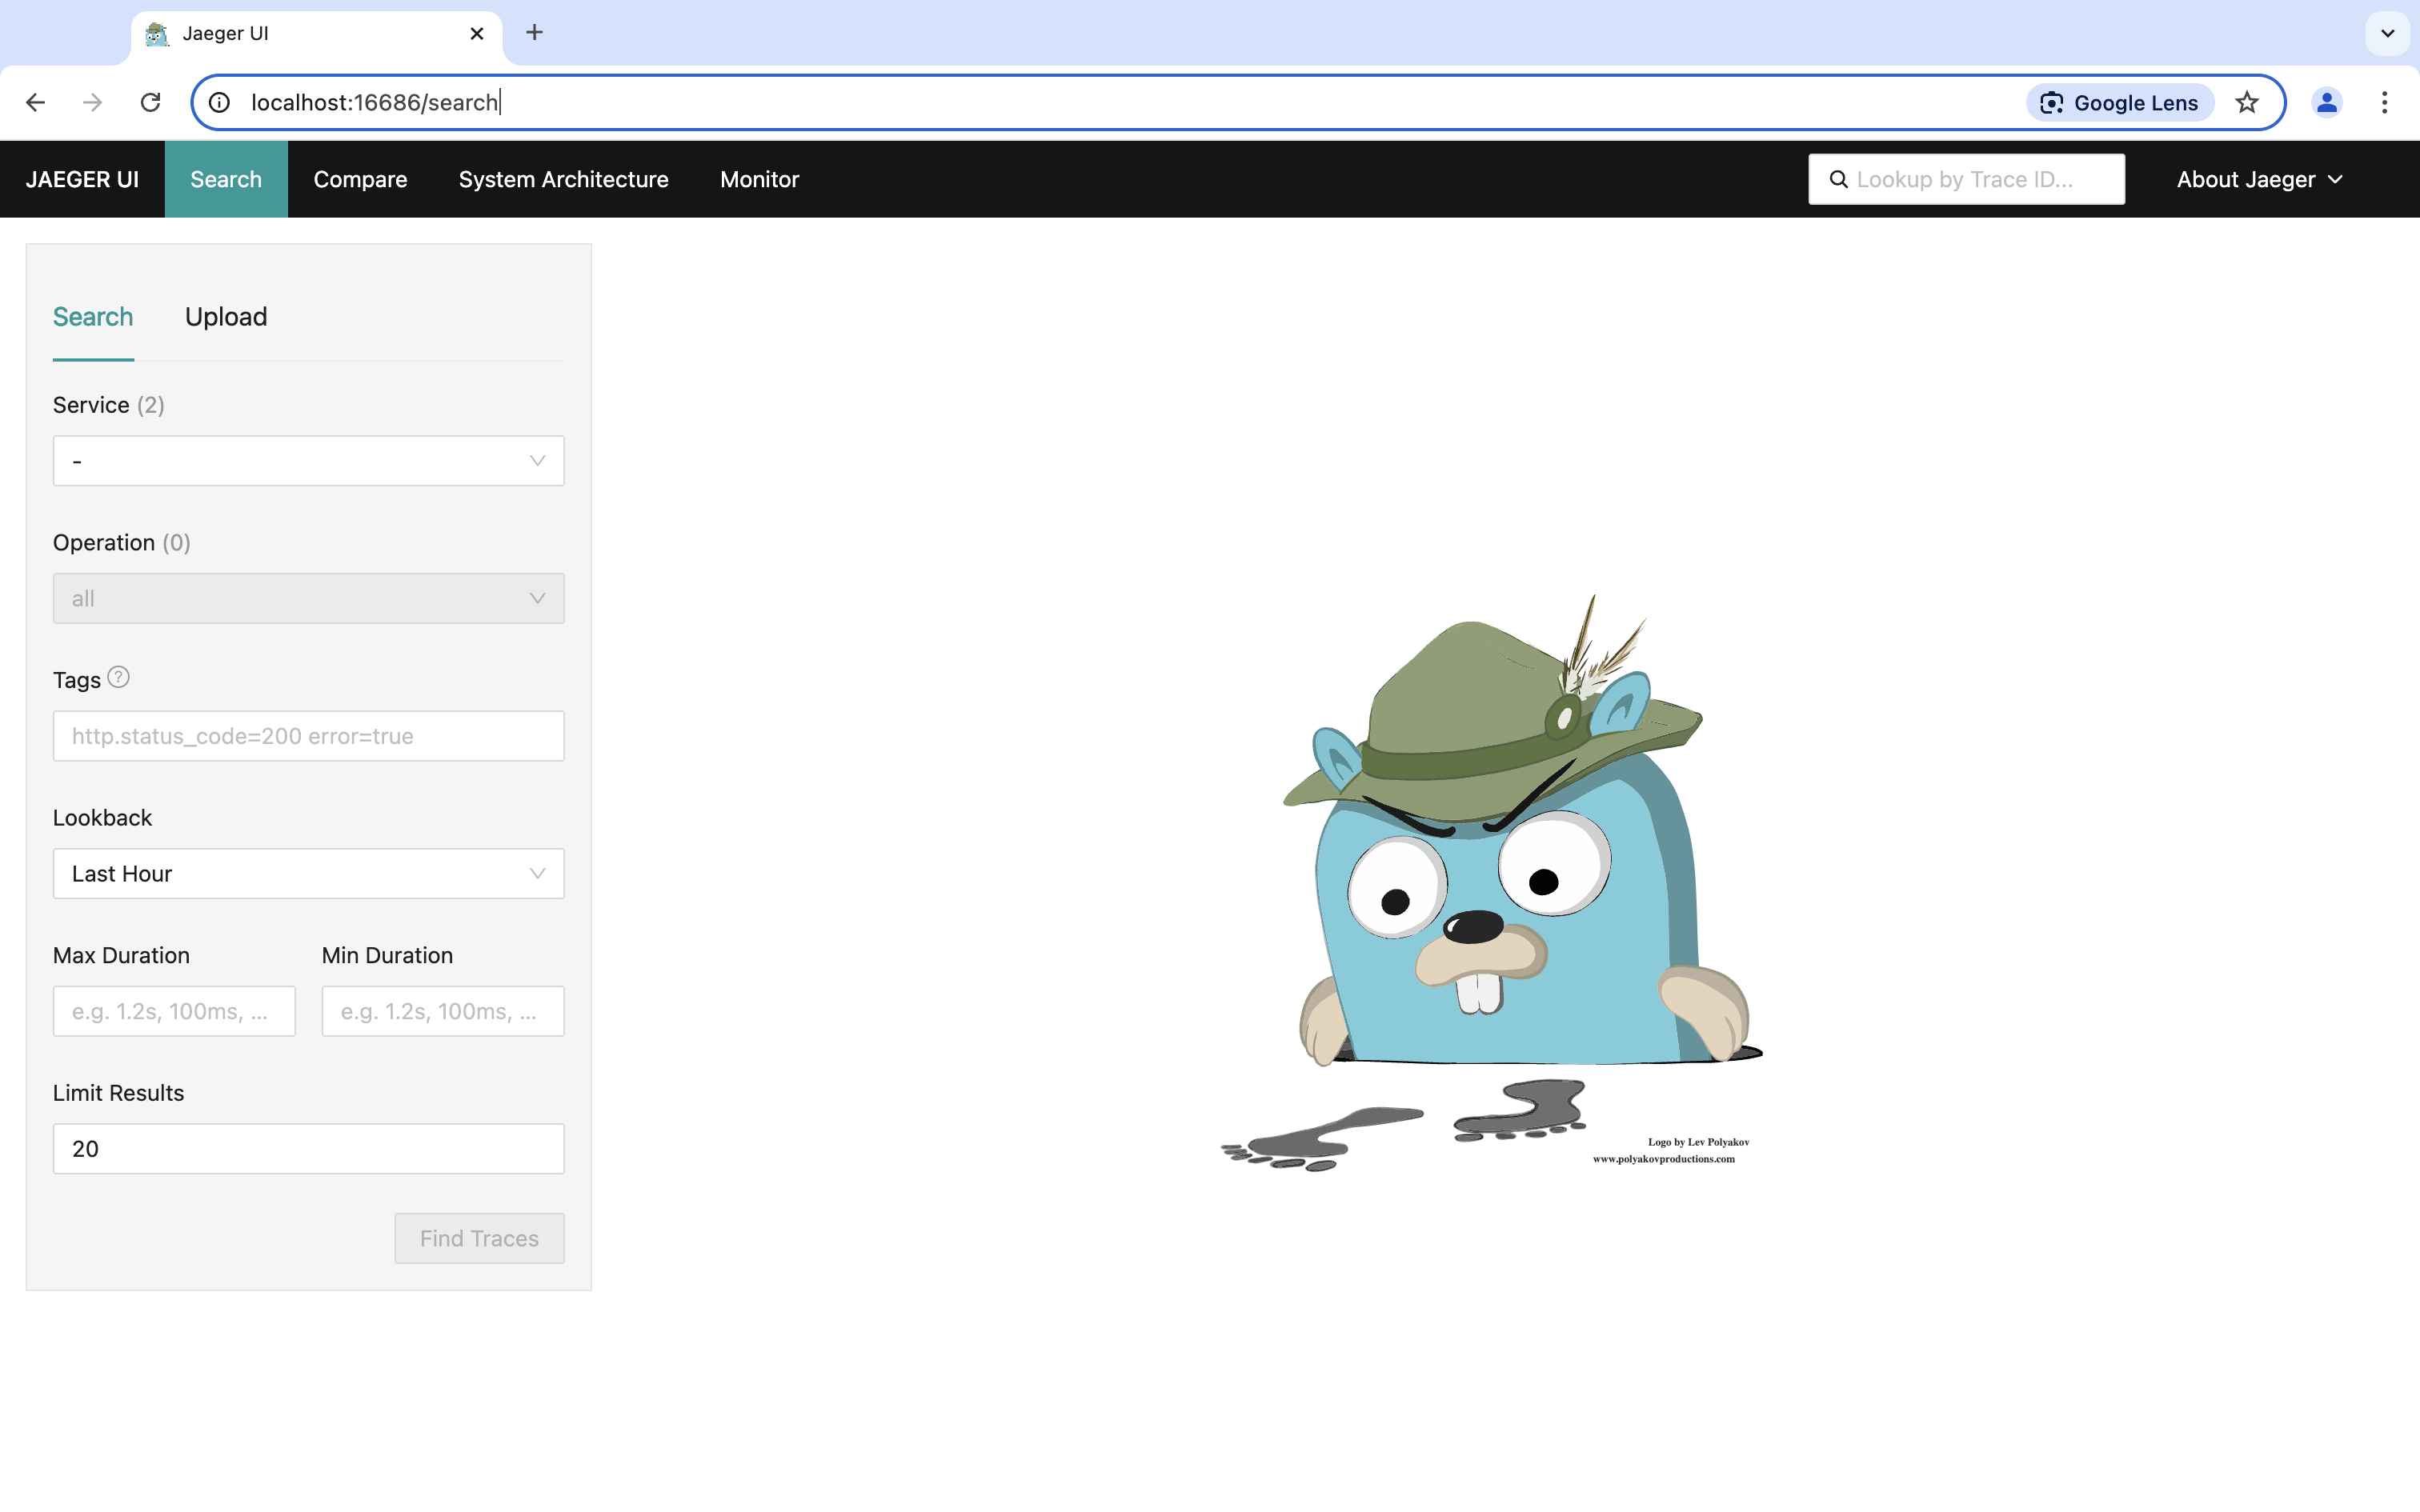 Jaeger UI
localhost:16686/search
Google Lens
JAEGER UI
Search
Compare
System Architecture
Monitor
Lookup by Trace ID...
About Jaeger
Search
Upload
Service (2)
-
Operation (0)
all
Tags ?
http.status_code=200 error=true
Lookback
Last Hour
Max Duration
Min Duration
e.g. 1.2s, 100ms, ...
e.g. 1.2s, 100ms, ...
Limit Results
20
Find Traces
Logo by Lev Polyakov
www.polyakovproductions.com